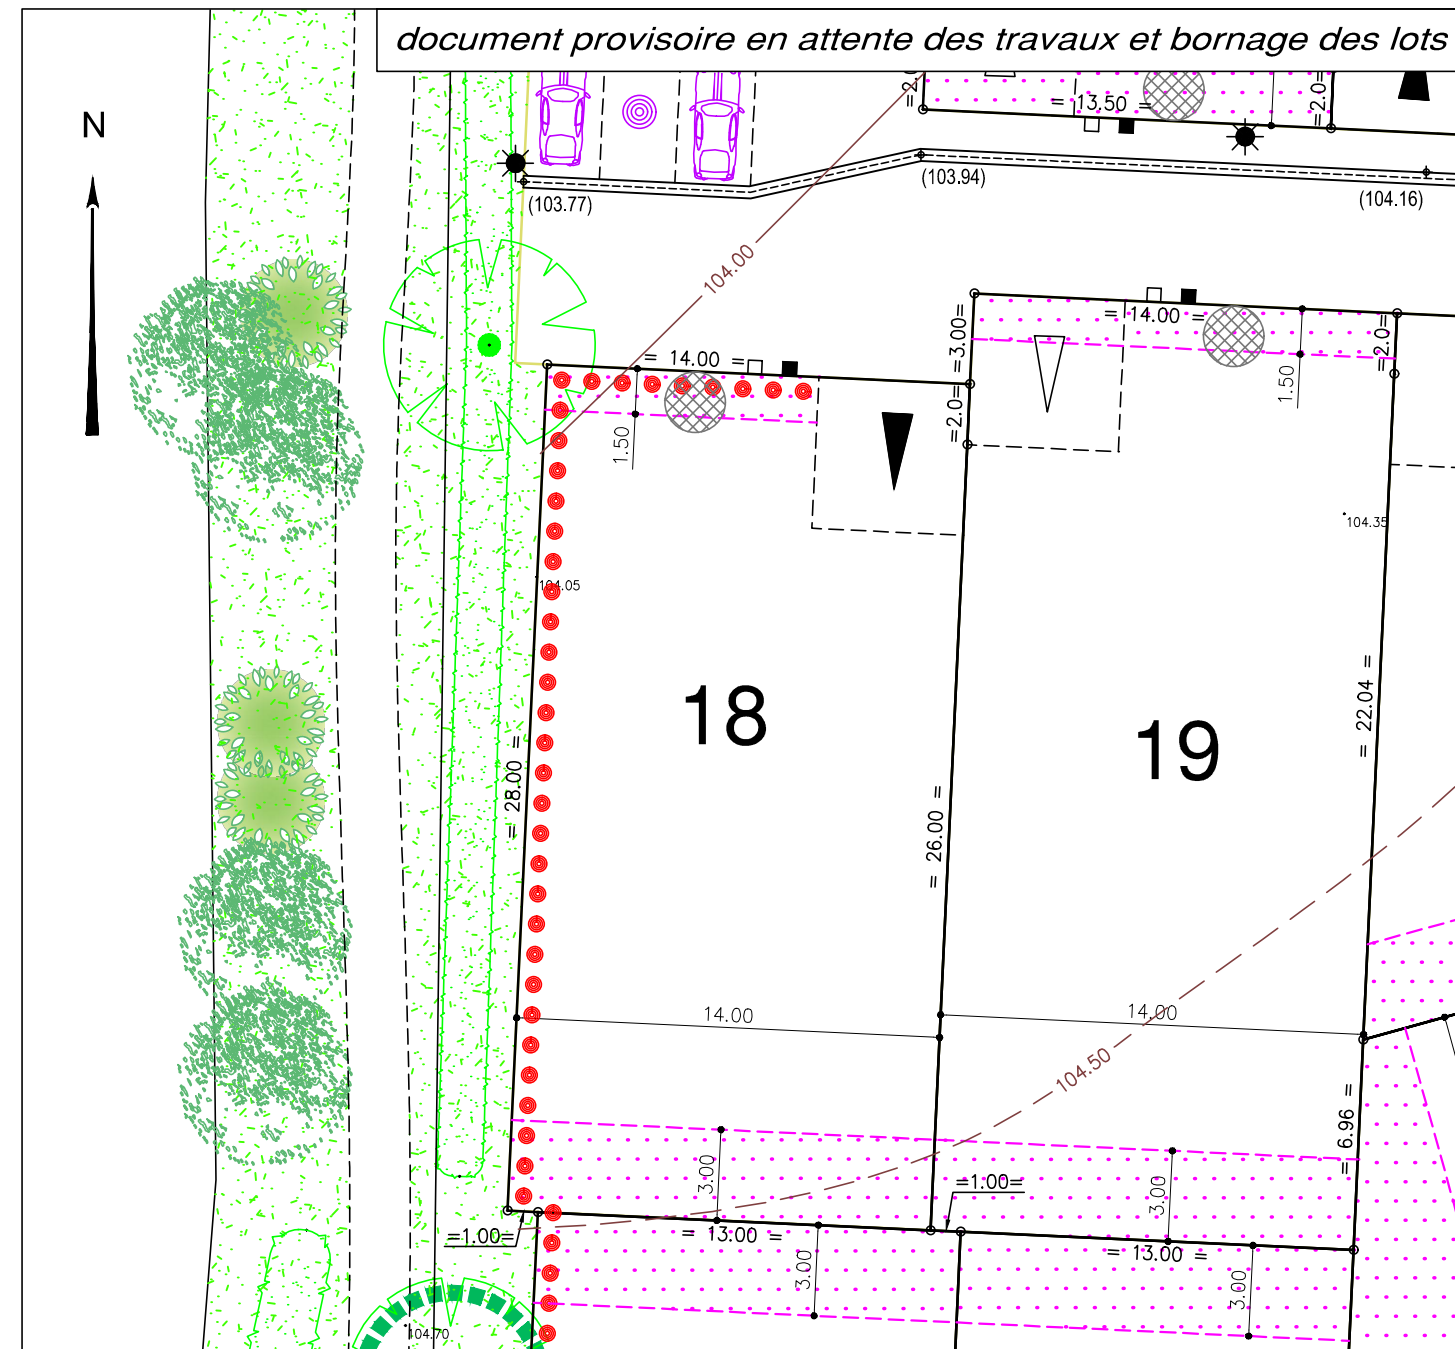 document provisoire en attente des travaux et bornage des lots
N
= 13.50 =
=2.0=
(103.77)
(103.94)
(104.16)
104.00
= 14.00 =
= 14.00 =
=3.00=
=2.0=
2.0=
1.50
1.50
104.05
104.35
18
19
= 28.00 =
= 26.00 =
= 22.04 =
14.00
14.00
104.50
= 6.96 =
3.00
3.00
=1.00=
=1.00=
= 13.00 =
= 13.00 =
3.00
3.00
104.70